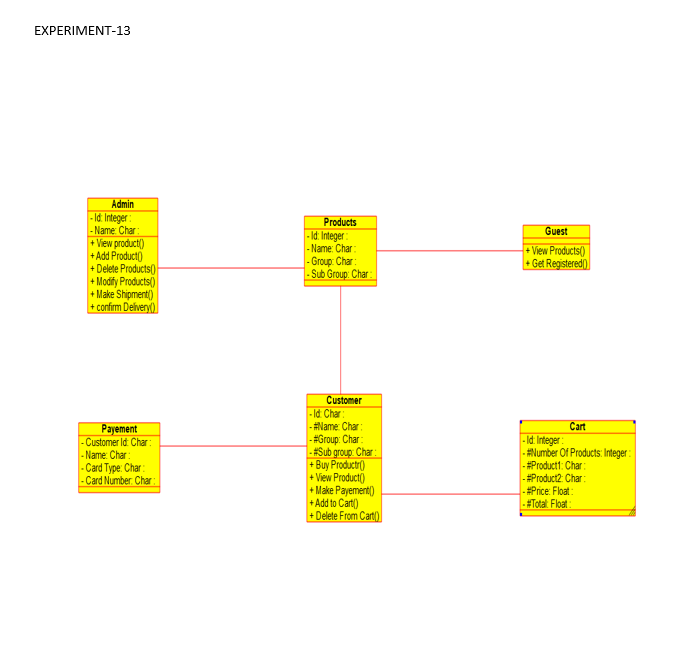 EXPERIMENT-13
Admin
- Id: Integer :
- Name: Char :
+ View product()
+ Add Product()
+ Delete Products()
+ Modify Products()
+ Make Shipment()
+ confirm Delivery()
Products
- Id: Integer :
- Name: Char :
- Group: Char :
- Sub Group: Char :
Guest
+ View Products()
+ Get Registered()
Payement
- Customer Id: Char :
- Name: Char :
- Card Type: Char :
- Card Number: Char :
Customer
- Id: Char :
- #Name: Char :
- #Group: Char :
- #Sub group: Char :
+ Buy Productr()
+ View Product()
+ Make Payement()
+ Add to Cart()
+ Delete From Cart()
Cart
- Id: Integer :
- #Number Of Products: Integer :
- #Product1: Char :
- #Product2: Char :
- #Price: Float :
- #Total: Float :